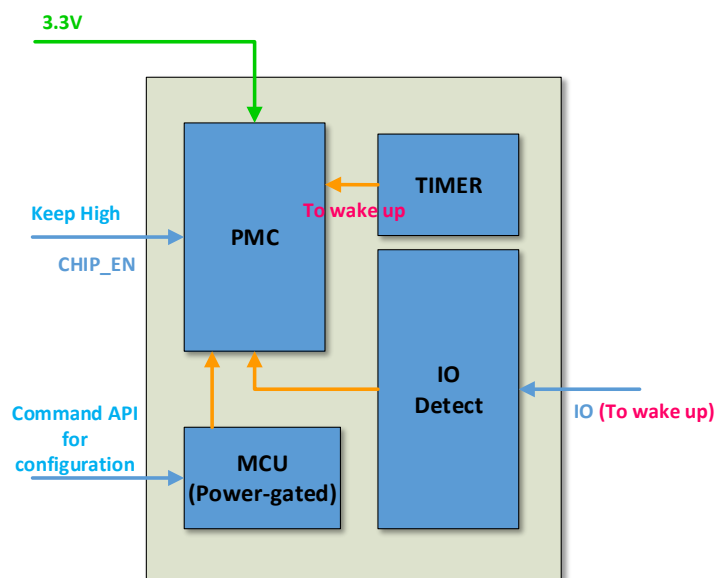 3.3V
TIMER
To wake up
Keep High
PMC
CHIP_EN
IO
Detect
IO (To wake up)
Command API
for
configuration
MCU
(Power-gated)